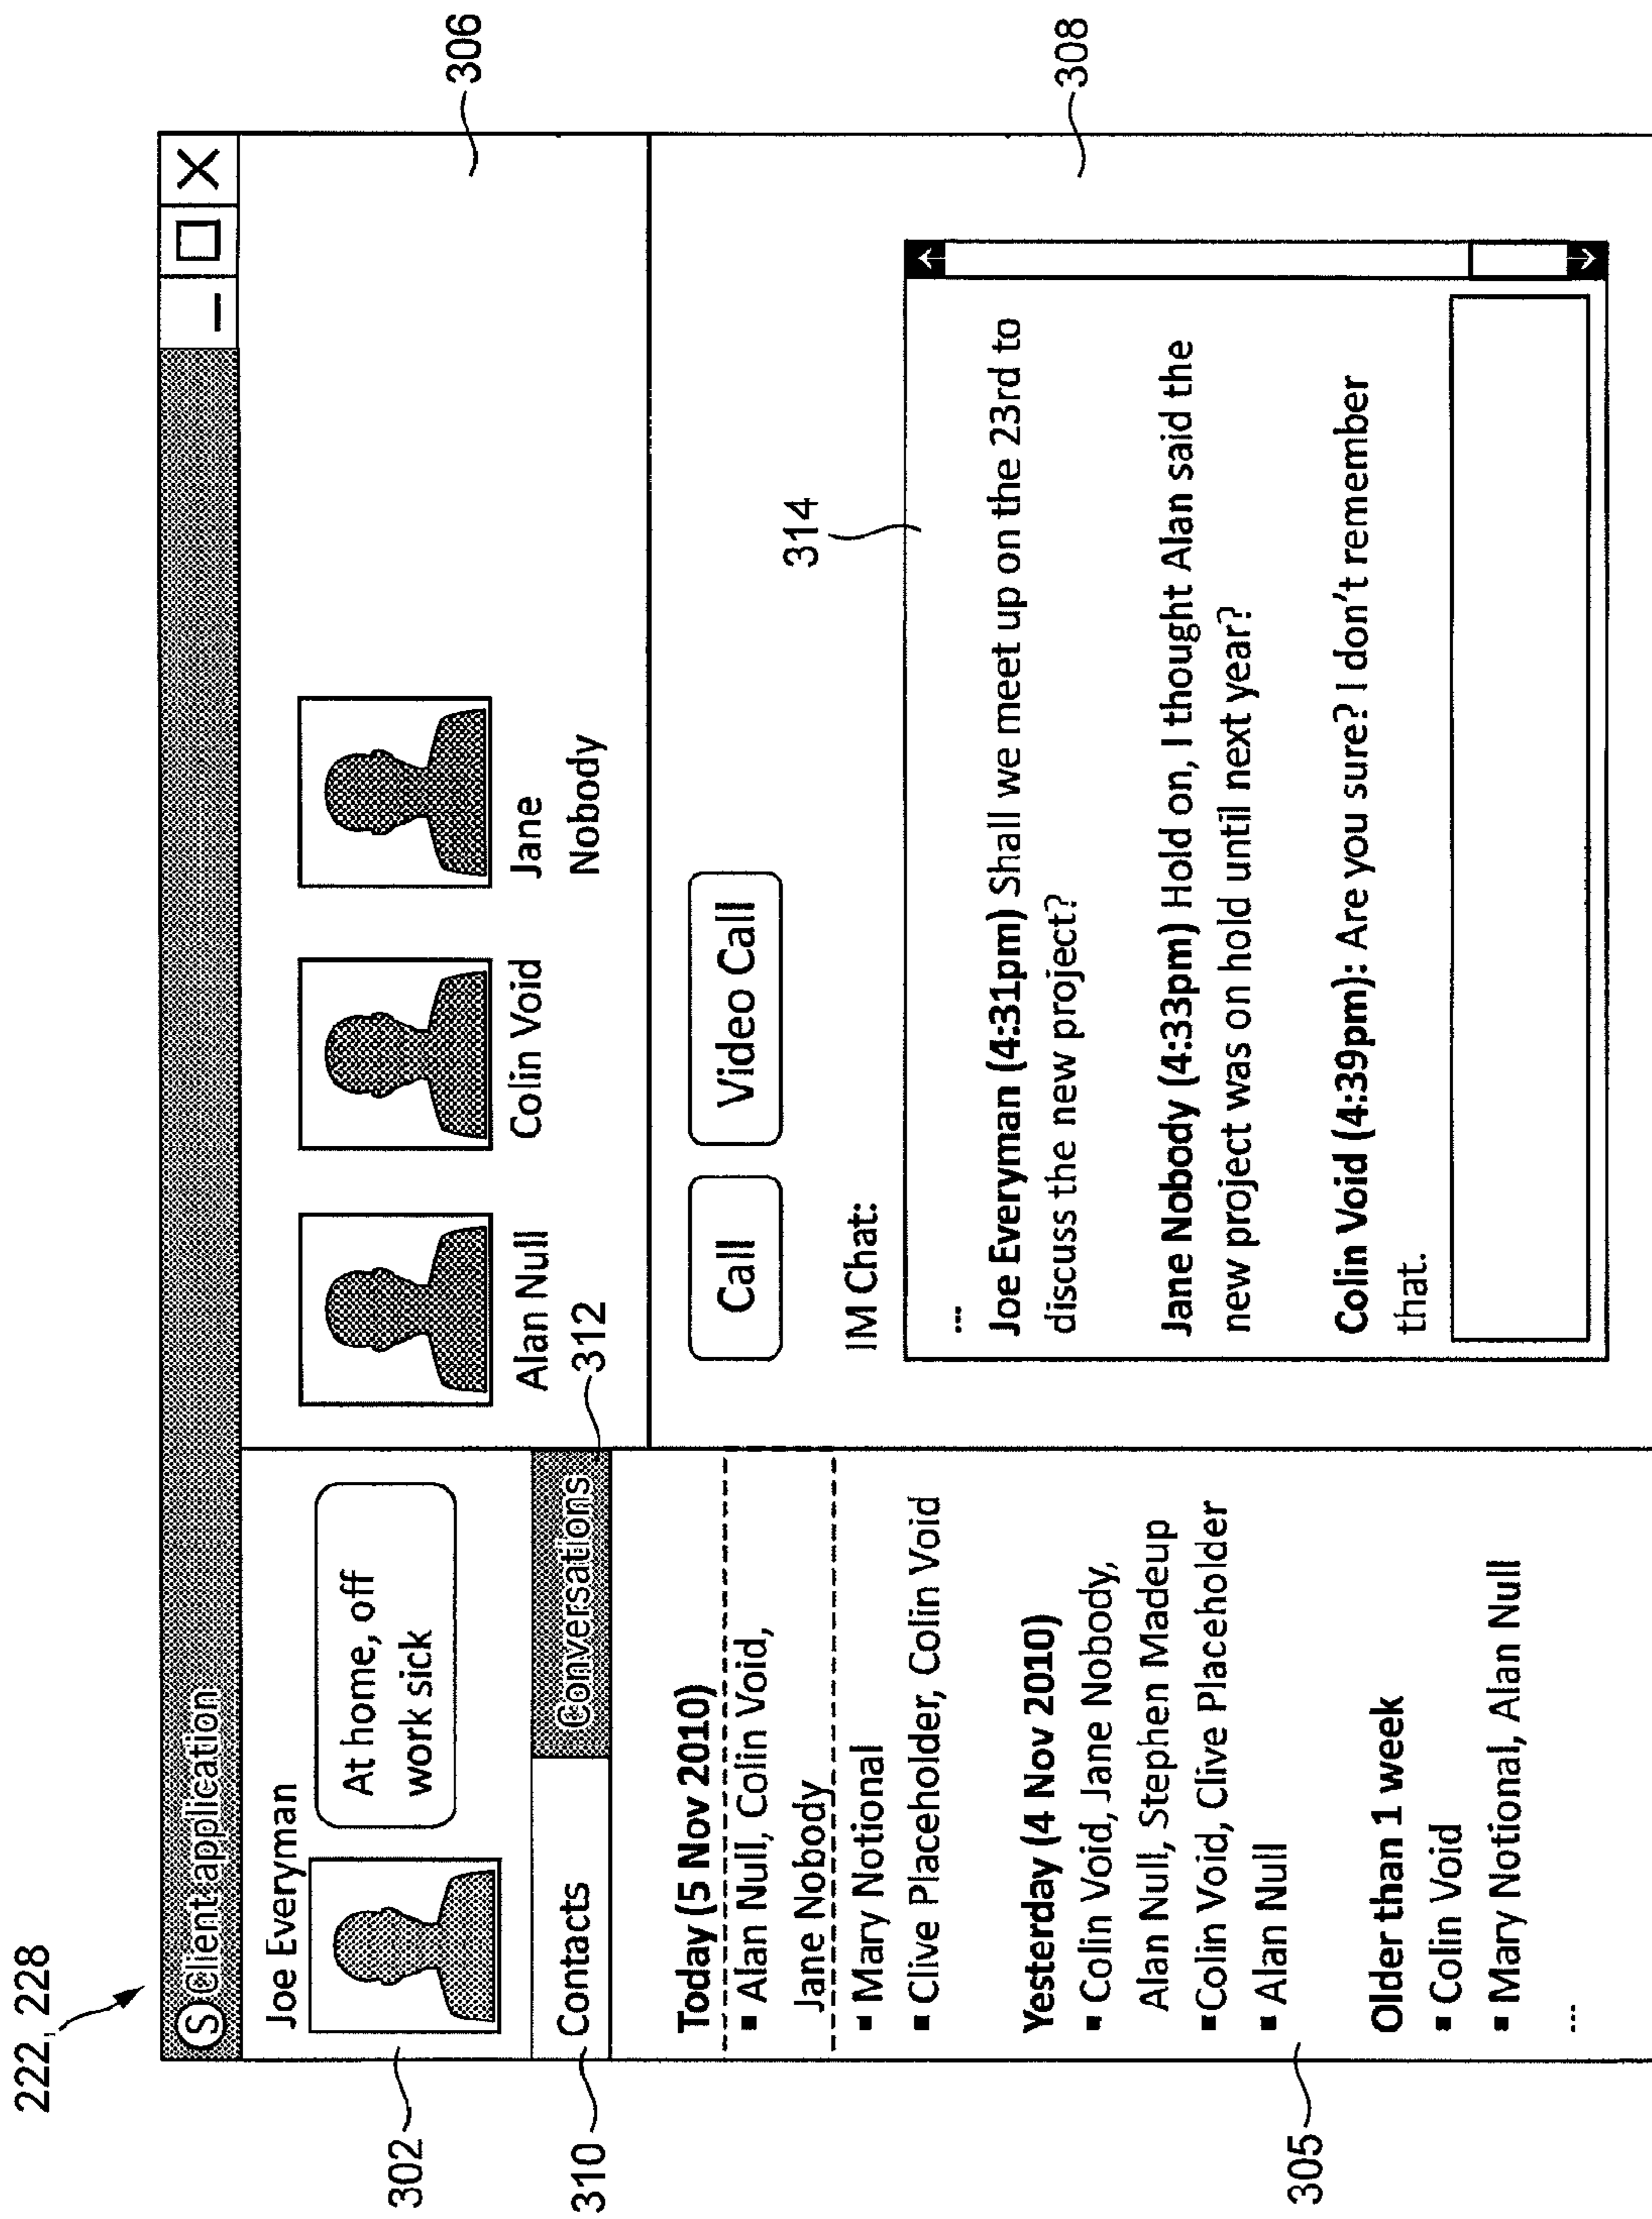 222, 228
S Client application
Joe Everyman
At home, off
work sick
302
Contacts
Conversations
310
312
Today (5 Nov 2010)
▪ Alan Null, Colin Void,
Jane Nobody
▪ Mary Notional
▪ Clive Placeholder, Colin Void
Yesterday (4 Nov 2010)
▪ Colin Void, Jane Nobody,
Alan Null, Stephen Madeup
▪Colin Void, Clive Placeholder
▪ Alan Null
305
Older than 1 week
▪ Colin Void
▪ Mary Notional, Alan Null
...
Alan Null
Colin Void
Jane
Nobody
306
Call
Video Call
308
IM Chat:
314
...
Joe Everyman (4:31pm) Shall we meet up on the 23rd to
discuss the new project?
Jane Nobody (4:33pm) Hold on, I thought Alan said the
new project was on hold until next year?
Colin Void (4:39pm): Are you sure? I don't remember
that.